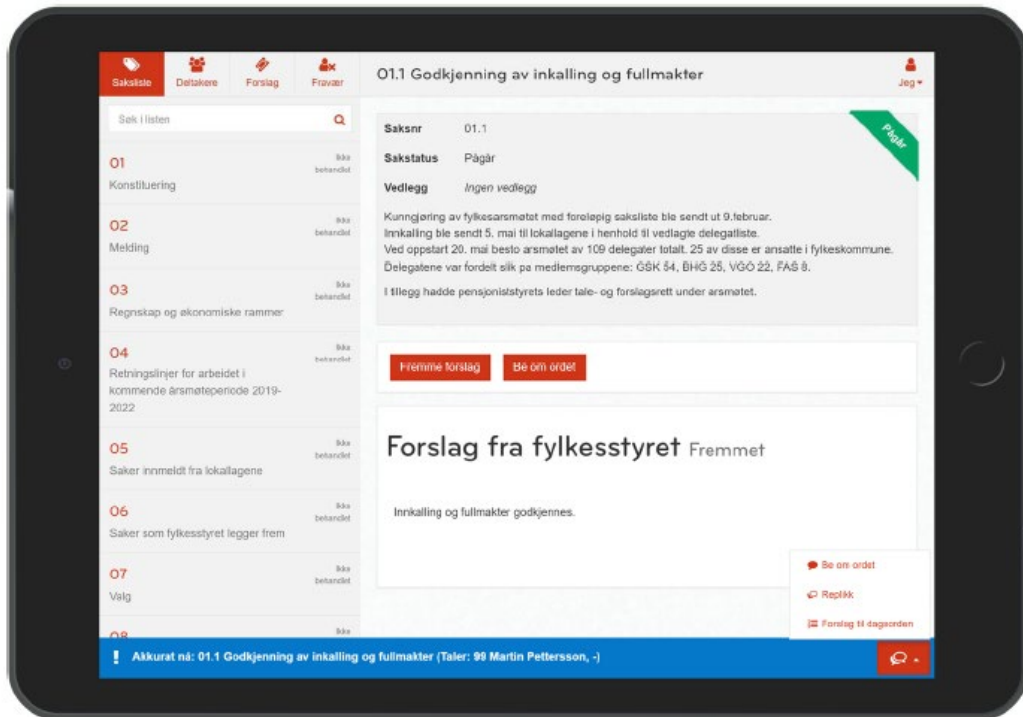 Saksliste
Deltakere
Forslag
Fravær
01.1 Godkjenning av inkalling og fullmakter
Jeg
Søk i listen
01
Ikke behandlet
Konstituering
02
Ikke behandlet
Melding
03
Ikke behandlet
Regnskap og økonomiske rammer
04
Ikke behandlet
Retningslinjer for arbeidet i
kommende årsmøteperiode 2019-
2022
05
Ikke behandlet
Saker innmeldt fra lokallagene
06
Ikke behandlet
Saker som fylkesstyret legger frem
07
Ikke behandlet
Valg
08
Ikke
Saksnr 01.1
Pågår
Sakstatus Pågår
Vedlegg Ingen vedlegg
Kunngjøring av fylkesarsmøtet med foreløpig saksliste ble sendt ut 9.februar.
Innkalling ble sendt 5. mai til lokallagene i henhold til vedlagte delegatliste.
Ved oppstart 20. mai besto arsmøtet av 109 delegater totalt. 25 av disse er ansatte i fylkeskommune.
Delegatene var fordelt slik pa medlemsgruppene: GSK 54, BHG 25, VGO 22, FAS 8.
I tillegg hadde pensjoniststyrets leder tale- og forslagsrett under arsmøtet.
Fremme forslag
Be om ordet
Forslag fra fylkesstyret Fremmet
Innkalling og fullmakter godkjennes.
Be om ordet
Replikk
Forslag til dagsorden
! Akkurat nå: 01.1 Godkjenning av inkalling og fullmakter (Taler: 99 Martin Pettersson, -)